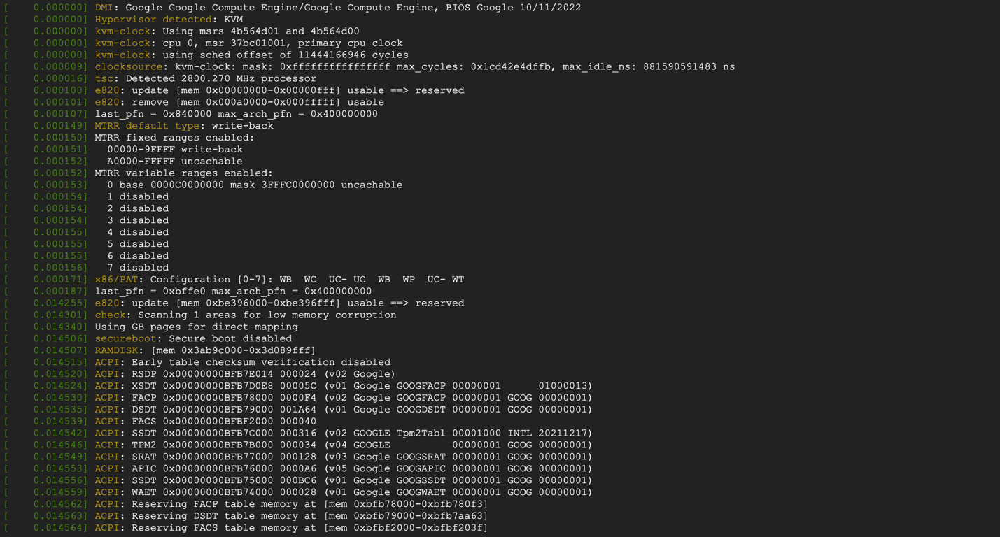 [    0.000000] DMI: Google Google Compute Engine/Google Compute Engine, BIOS Google 10/11/2022
[    0.000000] Hypervisor detected: KVM
[    0.000000] kvm-clock: Using msrs 4b564d01 and 4b564d00
[    0.000000] kvm-clock: cpu 0, msr 37bc01001, primary cpu clock
[    0.000000] kvm-clock: using sched offset of 11444166946 cycles
[    0.000009] clocksource: kvm-clock: mask: 0xffffffffffffffff max_cycles: 0x1cd42e4dffb, max_idle_ns: 881590591483 ns
[    0.000016] tsc: Detected 2800.270 MHz processor
[    0.000100] e820: update [mem 0x00000000-0x00000fff] usable ==> reserved
[    0.000101] e820: remove [mem 0x000a0000-0x000fffff] usable
[    0.000107] last_pfn = 0x840000 max_arch_pfn = 0x400000000
[    0.000149] MTRR default type: write-back
[    0.000150] MTRR fixed ranges enabled:
[    0.000151]   00000-9FFFF write-back
[    0.000152]   A0000-FFFFF uncachable
[    0.000152] MTRR variable ranges enabled:
[    0.000153]   0 base 0000C0000000 mask 3FFFC0000000 uncachable
[    0.000154]   1 disabled
[    0.000154]   2 disabled
[    0.000154]   3 disabled
[    0.000155]   4 disabled
[    0.000155]   5 disabled
[    0.000155]   6 disabled
[    0.000156]   7 disabled
[    0.000171] x86/PAT: Configuration [0-7]: WB  WC  UC- UC  WB  WP  UC- WT
[    0.000187] last_pfn = 0xbffe0 max_arch_pfn = 0x400000000
[    0.014255] e820: update [mem 0xbe396000-0xbe396fff] usable ==> reserved
[    0.014301] check: Scanning 1 areas for low memory corruption
[    0.014340] Using GB pages for direct mapping
[    0.014506] secureboot: Secure boot disabled
[    0.014507] RAMDISK: [mem 0x3ab9c000-0x3d089fff]
[    0.014515] ACPI: Early table checksum verification disabled
[    0.014520] ACPI: RSDP 0x00000000BFB7E014 000024 (v02 Google)
[    0.014524] ACPI: XSDT 0x00000000BFB7D0E8 00005C (v01 Google GOOGFACP 00000001      01000013)
[    0.014530] ACPI: FACP 0x00000000BFB78000 0000F4 (v02 Google GOOGFACP 00000001 GOOG 00000001)
[    0.014535] ACPI: DSDT 0x00000000BFB79000 001A64 (v01 Google GOOGDSDT 00000001 GOOG 00000001)
[    0.014539] ACPI: FACS 0x00000000BFBF2000 000040
[    0.014542] ACPI: SSDT 0x00000000BFB7C000 000316 (v02 GOOGLE Tpm2Tabl 00001000 INTL 20211217)
[    0.014546] ACPI: TPM2 0x00000000BFB7B000 000034 (v04 GOOGLE          00000001 GOOG 00000001)
[    0.014549] ACPI: SRAT 0x00000000BFB77000 000128 (v03 Google GOOGSRAT 00000001 GOOG 00000001)
[    0.014553] ACPI: APIC 0x00000000BFB76000 0000A6 (v05 Google GOOGAPIC 00000001 GOOG 00000001)
[    0.014556] ACPI: SSDT 0x00000000BFB75000 000BC6 (v01 Google GOOGSSDT 00000001 GOOG 00000001)
[    0.014559] ACPI: WAET 0x00000000BFB74000 000028 (v01 Google GOOGWAET 00000001 GOOG 00000001)
[    0.014562] ACPI: Reserving FACP table memory at [mem 0xbfb78000-0xbfb780f3]
[    0.014563] ACPI: Reserving DSDT table memory at [mem 0xbfb79000-0xbfb7aa63]
[    0.014564] ACPI: Reserving FACS table memory at [mem 0xbfbf2000-0xbfbf203f]